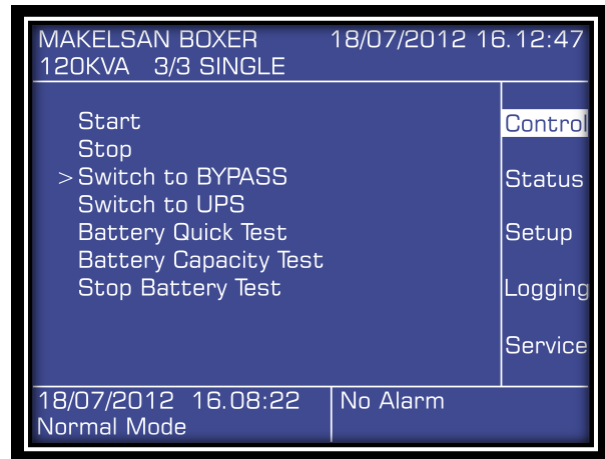 MAKELSAN BOXER 18/07/2012 16.12:47
120KVA 3/3 SINGLE
Start
Stop
>Switch to BYPASS
Switch to UPS
Battery Quick Test
Battery Capacity Test
Stop Battery Test
Control
Status
Setup
Logging
Service
18/07/2012 16.08:22
Normal Mode
No Alarm